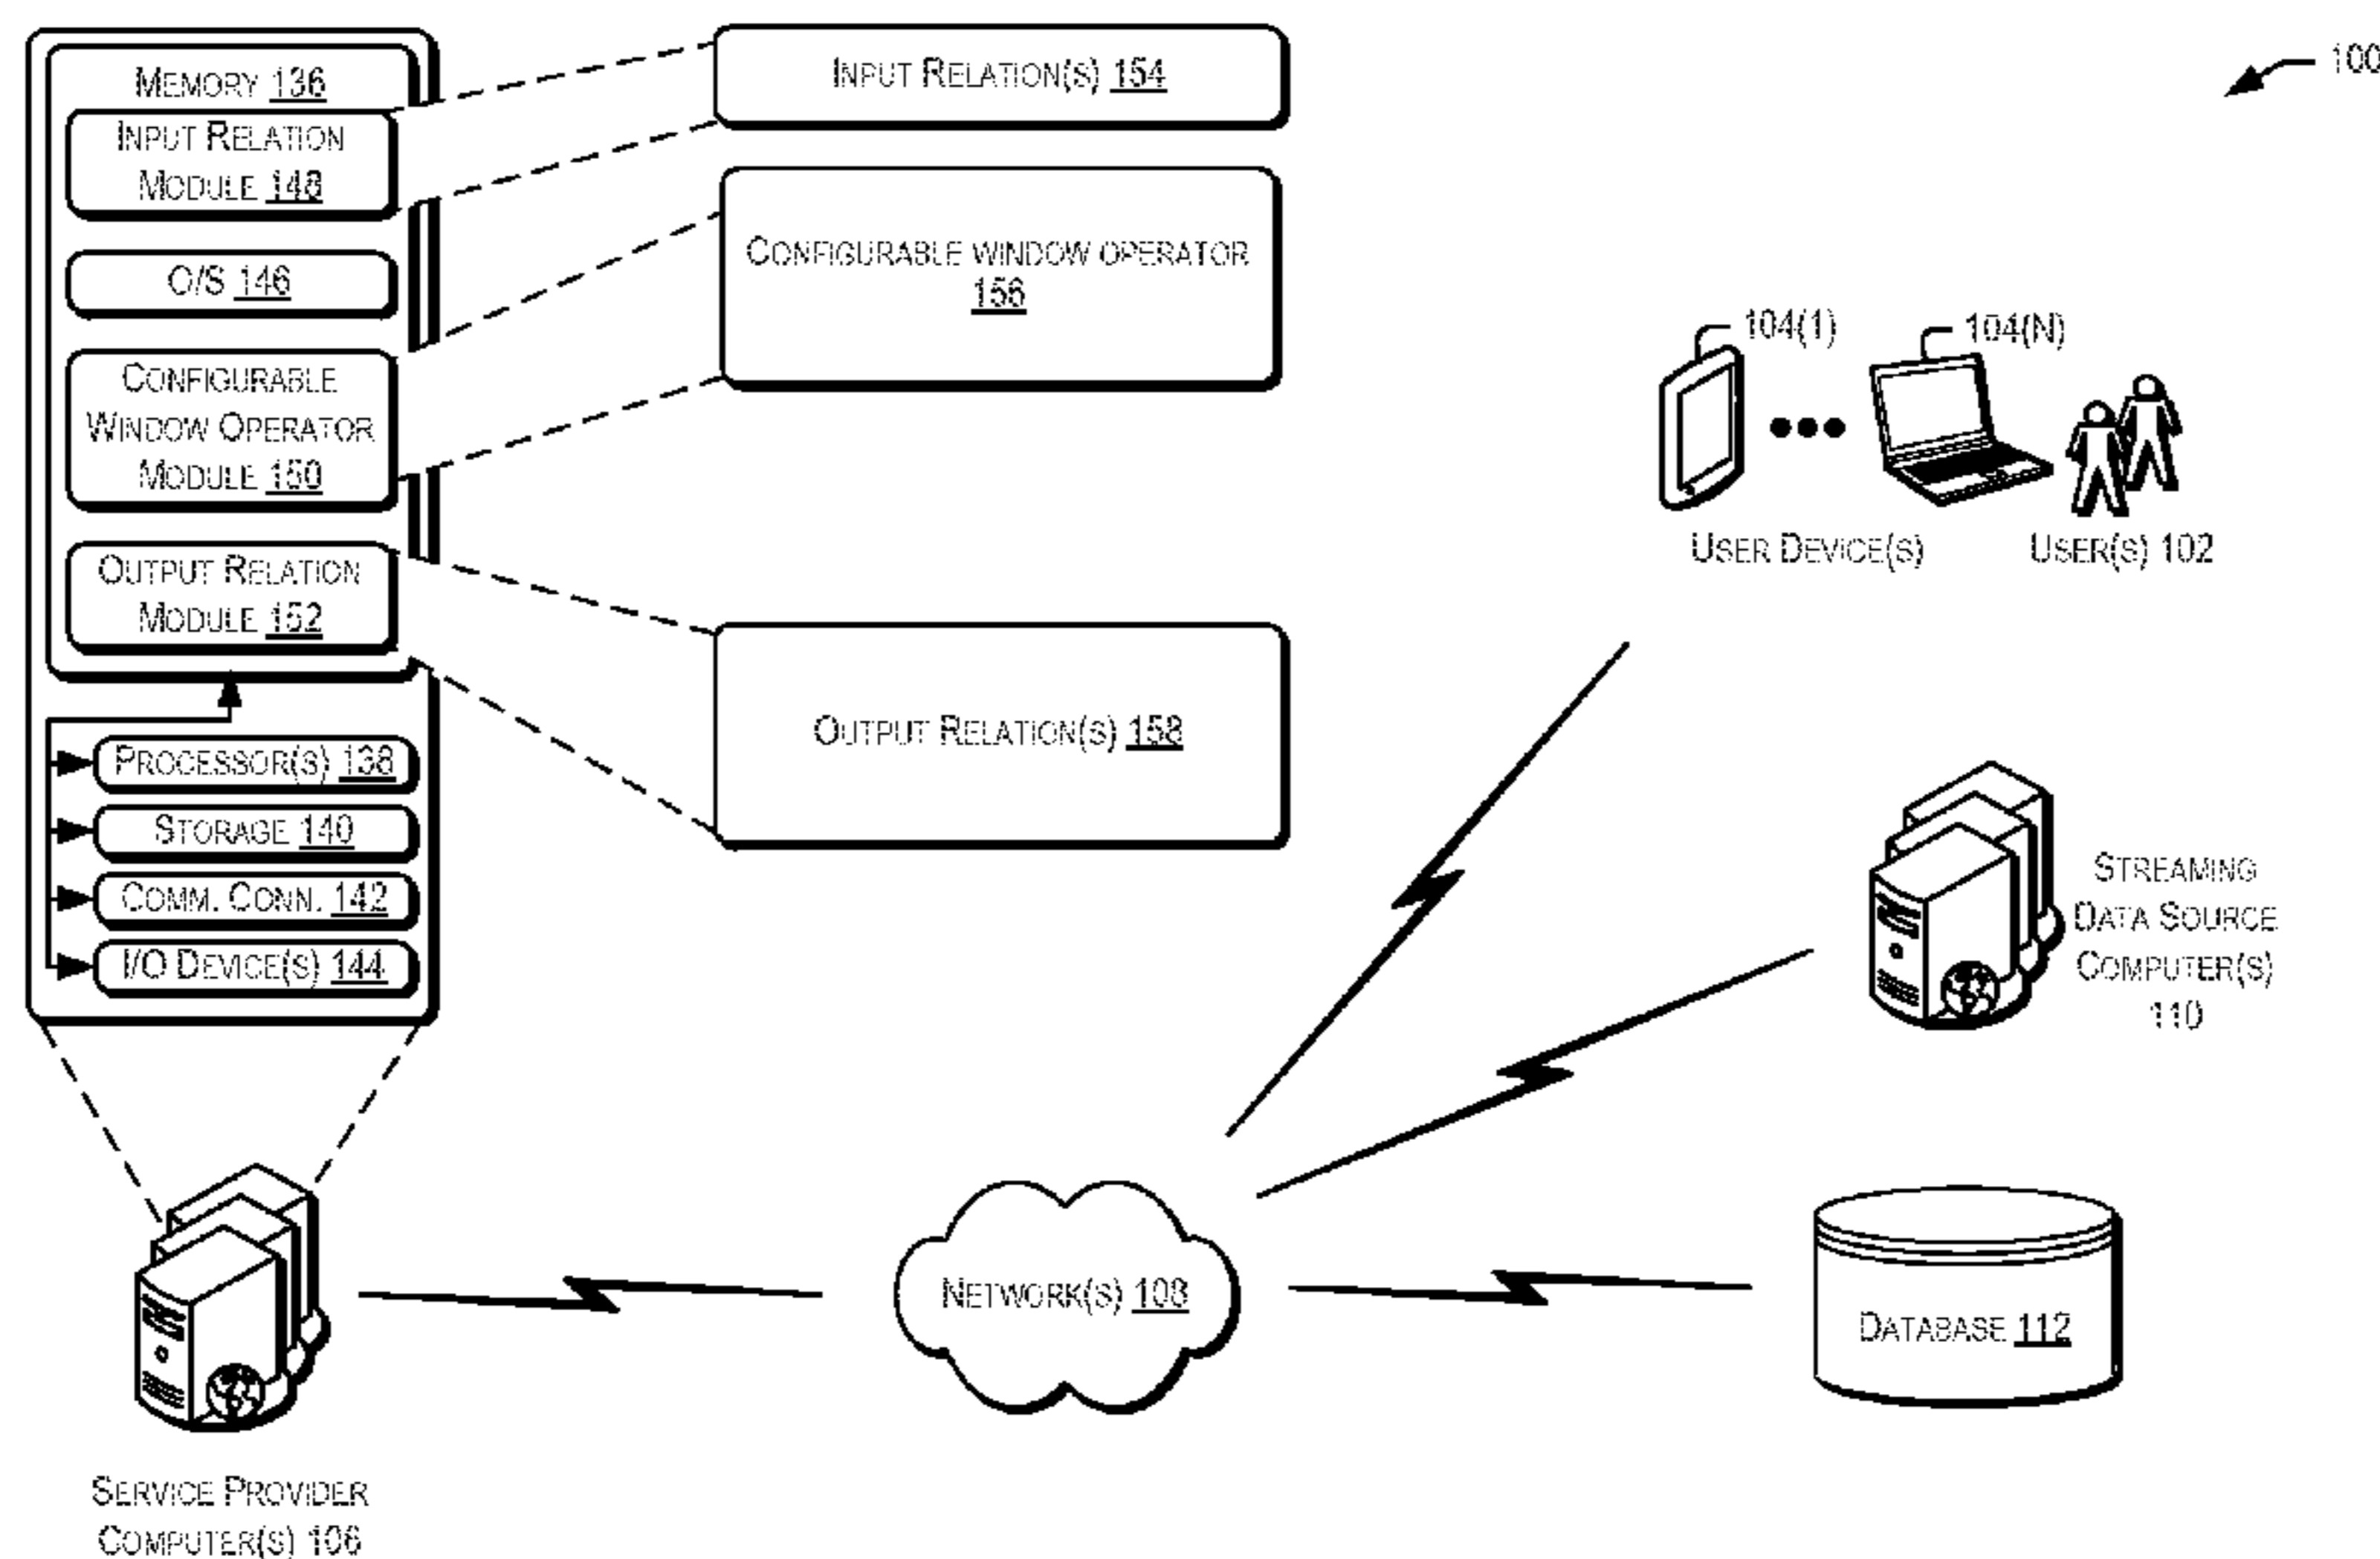 MEMORY 136
INPUT RELATION
MODULE 148
O/S 146
CONFIGURABLE
WINDOW OPERATOR
MODULE 150
OUTPUT RELATION
MODULE 152
PROCESSOR(S) 138
STORAGE 140
COMM. CONN. 142
I/O DEVICE(S) 144
INPUT RELATION(S) 154
CONFIGURABLE WINDOW OPERATOR
156
OUTPUT RELATION(S) 158
100
104(1)
104(N)
USER DEVICE(S)
USER(S) 102
STREAMING
DATA SOURCE
COMPUTER(S)
110
NETWORK(S) 108
DATABASE 112
SERVICE PROVIDER
COMPUTER(S) 106